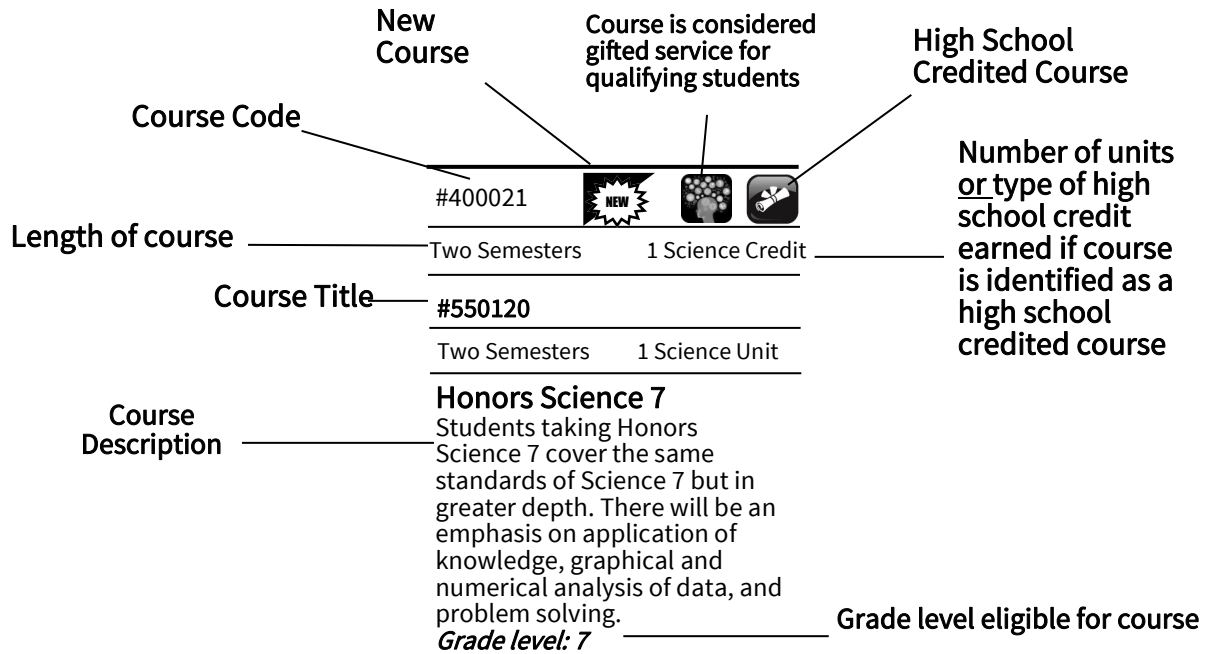 New
Course
Course is considered
gifted service for
qualifying students
High School
Credited Course
Course Code
Number of units
or type of high
school credit
earned if course
is identified as a
high school
credited course
#400021
NEW
Length of course
Two Semesters 1 Science Credit
Course Title
#550120
Two Semesters 1 Science Unit
Honors Science 7
Course
Description
Students taking Honors
Science 7 cover the same
standards of Science 7 but in
greater depth. There will be an
emphasis on application of
knowledge, graphical and
numerical analysis of data, and
problem solving.
Grade level: 7
Grade level eligible for course